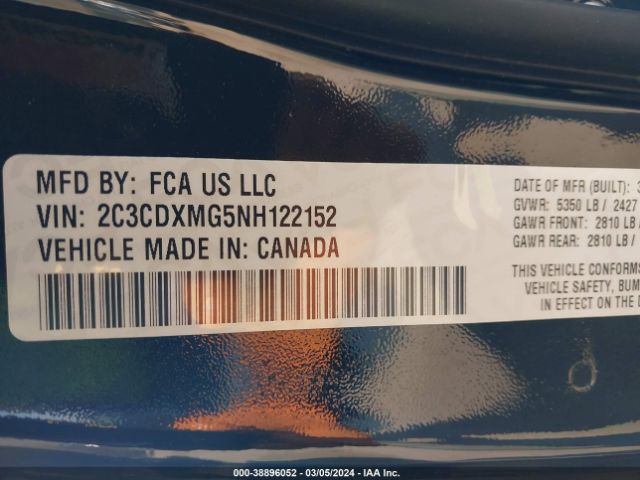 MFD BY: FCA US LLC
VIN: 2C3CDXMG5NH122152
VEHICLE MADE IN: CANADA
DATE OF MFR (BUILT): 3
GVWR: 5350 LB / 2427
GAWR FRONT: 2810 LB /
GAWR REAR: 2810 LB /
THIS VEHICLE CONFORMS
VEHICLE SAFETY, BUM
IN EFFECT ON THE
000-38896052 - 03/05/2024 - IAA Inc.